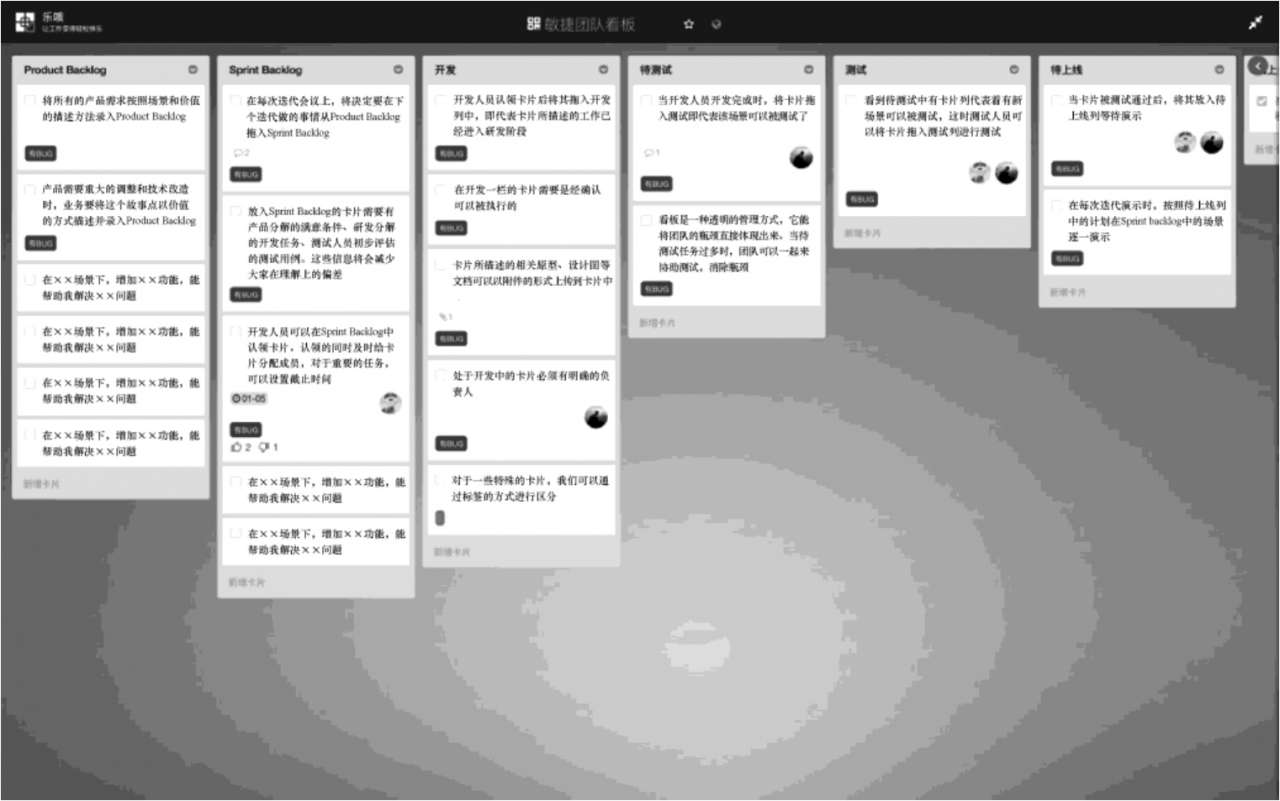 乐哦
让工作变得轻松快乐
敏捷团队看板
Product Backlog
将所有的产品需求按照场景和价值
的描述方法录入Product Backlog
有BUG
产品需要重大的调整和技术改造
时，业务要将这个故事点以价值
的方式描述并录入Product Backlog
有BUG
在××场景下，增加××功能，能
帮助我解决××问题
在××场景下，增加××功能，能
帮助我解决××问题
在××场景下，增加××功能，能
帮助我解决××问题
在××场景下，增加××功能，能
帮助我解决××问题
新增卡片
Sprint Backlog
在每次迭代会议上，将决定要在下
个迭代做的事情从Product Backlog
拖入Sprint Backlog
2
有BUG
放入Sprint Backlog的卡片需要有
产品分解的满意条件、研发分解
的开发任务、测试人员初步评估
的测试用例。这些信息将会减少
大家在理解上的偏差
有BUG
开发人员可以在Sprint Backlog中
认领卡片。认领的同时及时给卡
片分配成员，对于重要的任务，
可以设置截止时间
01-05
有BUG
2 1
在××场景下，增加××功能，能
帮助我解决××问题
在××场景下，增加××功能，能
帮助我解决××问题
新增卡片
开发
开发人员认领卡片后将其拖入开发
列中，即代表卡片所描述的工作已
经进入研发阶段
有BUG
在开发一栏的卡片需要是经确认
可以被执行的
有BUG
卡片所描述的相关原型、设计图等
文档可以以附件的形式上传到卡片中
1
有BUG
处于开发中的卡片必须有明确的负
责人
有BUG
对于一些特殊的卡片，我们可以通
过标签的方式进行区分
新增卡片
待测试
当开发人员开发完成时，将卡片拖
入测试即代表该场景可以被测试了
1
有BUG
看板是一种透明的管理方式，它能
将团队的瓶颈直接体现出来。当待
测试任务过多时，团队可以一起来
协助测试，消除瓶颈
有BUG
新增卡片
测试
看到待测试中有卡片列代表着有新
场景可以被测试，这时测试人员可
以将卡片拖入测试列进行测试
有BUG
新增卡片
待上线
当卡片被测试通过后，将其放入待
上线列等待演示
有BUG
在每次迭代演示时，按照待上线列
中的计划在Sprint backlog中的场景
逐一演示
有BUG
新增卡片
上
新增卡